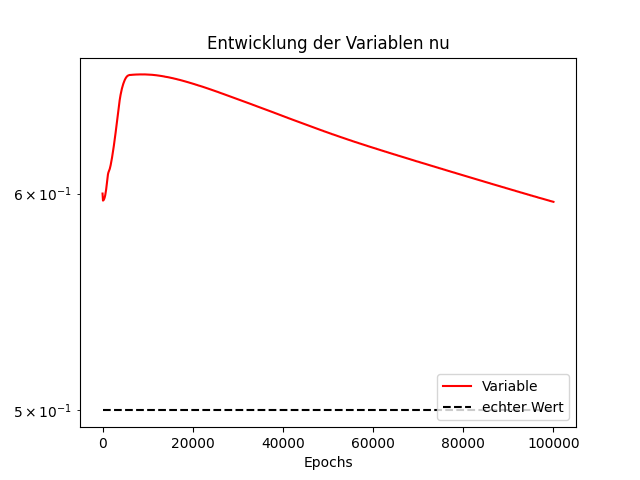 Entwicklung der Variablen nu
6 × 10⁻¹
5 × 10⁻¹
Variable
echter Wert
0 20000 40000 60000 80000 100000
Epochs